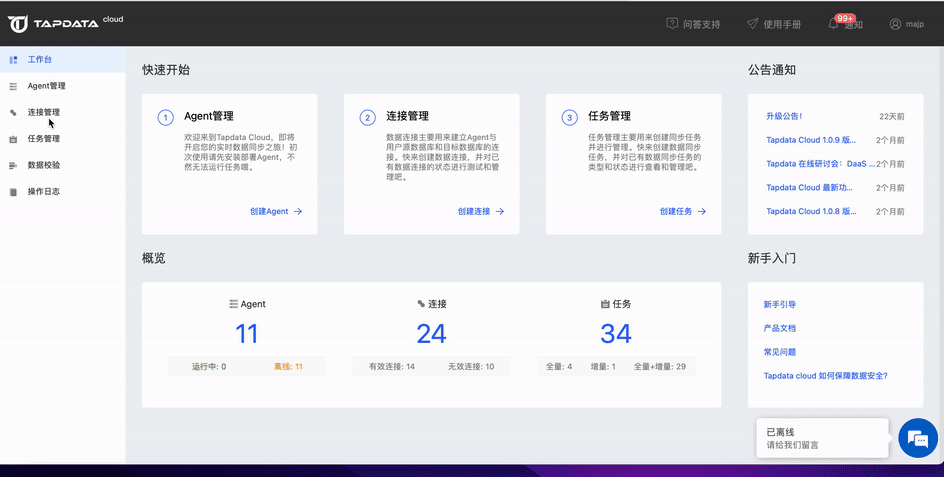 TAPDATA cloud
问答支持
使用手册
99+
通知
majp
工作台
Agent管理
连接管理
任务管理
数据校验
操作日志
快速开始
1
Agent管理
欢迎来到Tapdata Cloud，即将
开启您的实时数据同步之旅！初
次使用请先安装部署Agent，不
然无法运行任务哦。
创建Agent
2
连接管理
数据连接主要用来建立Agent与
用户源数据库和目标数据库的连
接。快来创建数据连接，并对已
有数据连接的状态进行测试和管
理吧。
创建连接
3
任务管理
任务管理主要用来创建同步任务
并进行管理。快来创建数据同步
任务，并对已有数据同步任务的
类型和状态进行查看和管理吧。
创建任务
公告通知
升级公告！ 22天前
Tapdata Cloud 1.0.9 版... 2个月前
Tapdata 在线研讨会：DaaS ... 2个月前
Tapdata Cloud 最新功... 2个月前
Tapdata Cloud 1.0.8 版... 2个月前
概览
Agent
11
运行中: 0 离线: 11
连接
24
有效连接: 14 无效连接: 10
任务
34
全量: 4 增量: 1 全量+增量: 29
新手入门
新手引导
产品文档
常见问题
Tapdata cloud 如何保障数据安全?
已离线
请给我们留言